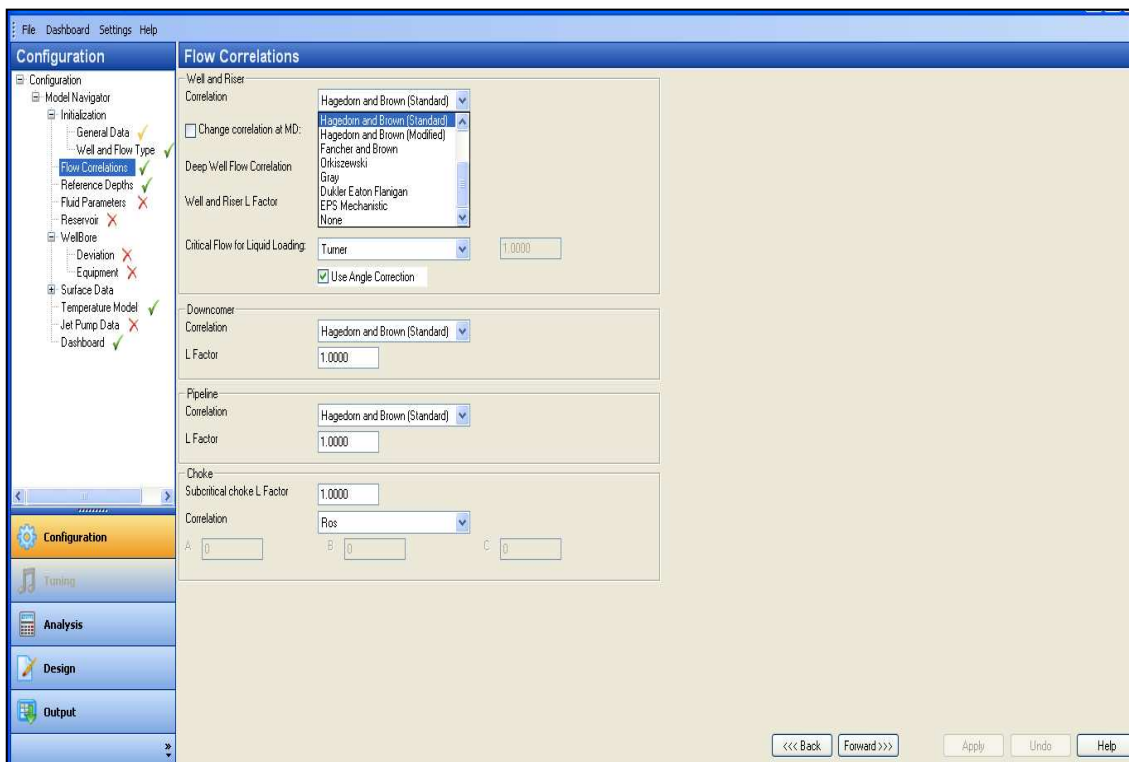 File Dashboard Settings Help
Configuration
Configuration
Model Navigator
Initialization
General Data
Well and Flow Type
Flow Correlations
Reference Depths
Fluid Parameters
Reservoir
WellBore
Deviation
Equipment
Surface Data
Temperature Model
Jet Pump Data
Dashboard
Configuration
Tuning
Analysis
Design
Output
Flow Correlations
Well and Riser
Correlation Hagedorn and Brown (Standard)
Hagedorn and Brown (Standard)
Hagedorn and Brown (Modified)
Fancher and Brown
Orkiszewski
Gray
Dukler Eaton Flanigan
EPS Mechanistic
None
Change correlation at MD:
Deep Well Flow Correlation
Well and Riser L Factor
Critical Flow for Liquid Loading: Turner 1.0000
Use Angle Correction
Downcomer
Correlation Hagedorn and Brown (Standard)
L Factor 1.0000
Pipeline
Correlation Hagedorn and Brown (Standard)
L Factor 1.0000
Choke
Subcritical choke L Factor 1.0000
Correlation Ros
A 0 B 0 C 0
<<< Back Forward >>> Apply Undo Help